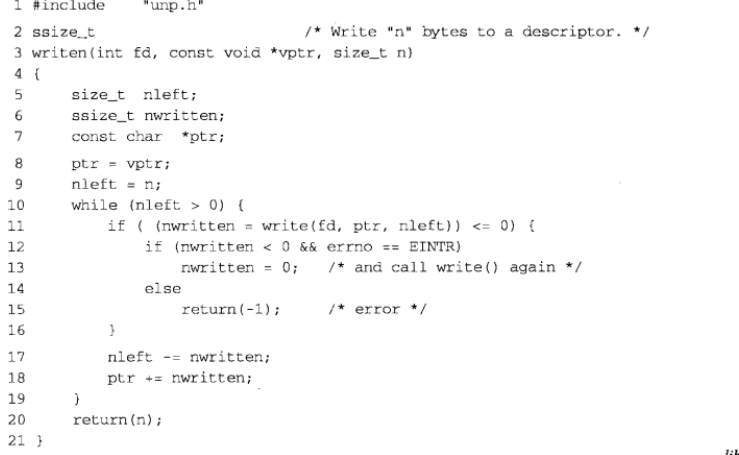 1 #include "unp.h"
2 ssize_t /* Write "n" bytes to a descriptor. */
3 writen(int fd, const void *vptr, size_t n)
4 {
5 size_t nleft;
6 ssize_t nwritten;
7 const char *ptr;
8 ptr = vptr;
9 nleft = n;
10 while (nleft > 0) {
11 if ( (nwritten = write(fd, ptr, nleft)) <= 0) {
12 if (nwritten < 0 && errno == EINTR)
13 nwritten = 0; /* and call write() again */
14 else
15 return(-1); /* error */
16 }
17 nleft -= nwritten;
18 ptr += nwritten;
19 }
20 return(n);
21 }